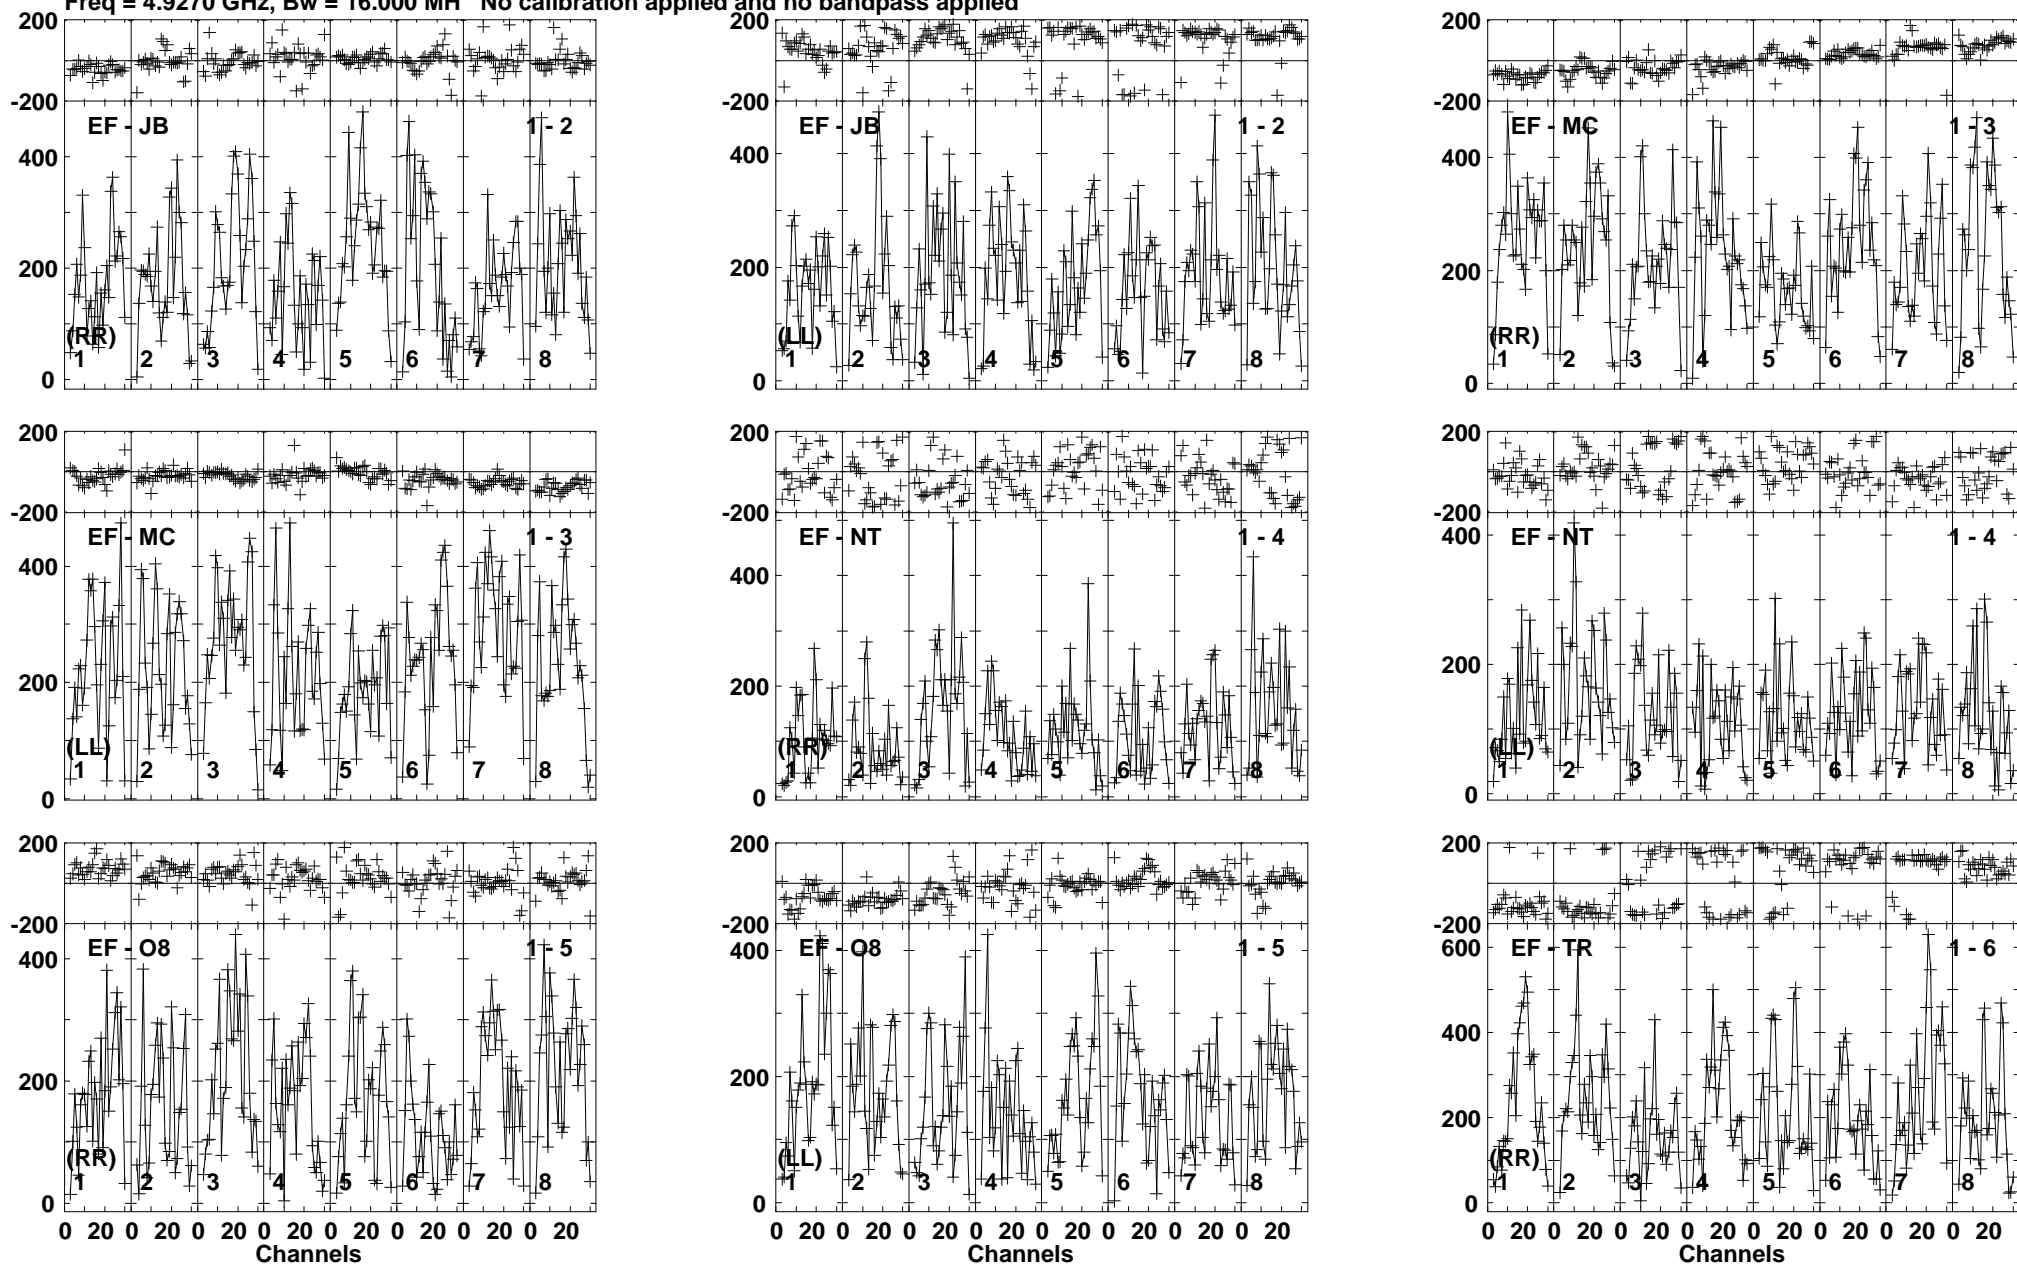 Freq = 4.9270 GHz, Bw = 16.000 MH No calibration applied and no bandpass applied
200 200 200
-200 -200 -200
EF - JB 1 - 2 EF - JB 1 - 2 EF - MC 1 - 3
400 400 400
200 200 200
(RR) (LL) (RR)
1 2 3 4 5 6 7 8 1 2 3 4 5 6 7 8 1 2 3 4 5 6 7 8
0 0 0
200 200 200
-200 -200 -200
EF - MC 1 - 3 EF - NT 1 - 4 EF - NT 1 - 4
400 400 400
200 200 200
(LL) (RR) (LL)
1 2 3 4 5 6 7 8 1 2 3 4 5 6 7 8 1 2 3 4 5 6 7 8
0 0 0
200 200 200
-200 -200 -200
EF - O8 1 - 5 EF - O8 1 - 5 EF - TR 1 - 6
400 400 600
200 200 400
200
(RR) (LL) (RR)
1 2 3 4 5 6 7 8 1 2 3 4 5 6 7 8 1 2 3 4 5 6 7 8
0 0 0
0 20 0 20 0 20 0 20 0 20 0 20 0 20 0 20 0 20 0 20 0 20 0 20 0 20 0 20 0 20 0 20 0 20 0 20 0 20 0 20 0 20 0 20 0 20 0 20
Channels Channels Channels